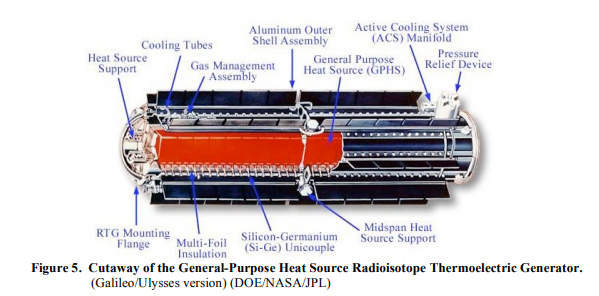 Aluminum Outer
Shell Assembly
Active Cooling System
(ACS) Manifold
Cooling Tubes
Heat Source
Support
Gas Management
Assembly
General Purpose
Heat Source (GPHS)
Pressure
Relief Device
RTG Mounting
Flange
Multi-Foil
Insulation
Silicon-Germanium
(Si-Ge) Unicouple
Midspan Heat
Source Support
Figure 5.  Cutaway of the General-Purpose Heat Source Radioisotope Thermoelectric Generator.
(Galileo/Ulysses version) (DOE/NASA/JPL)